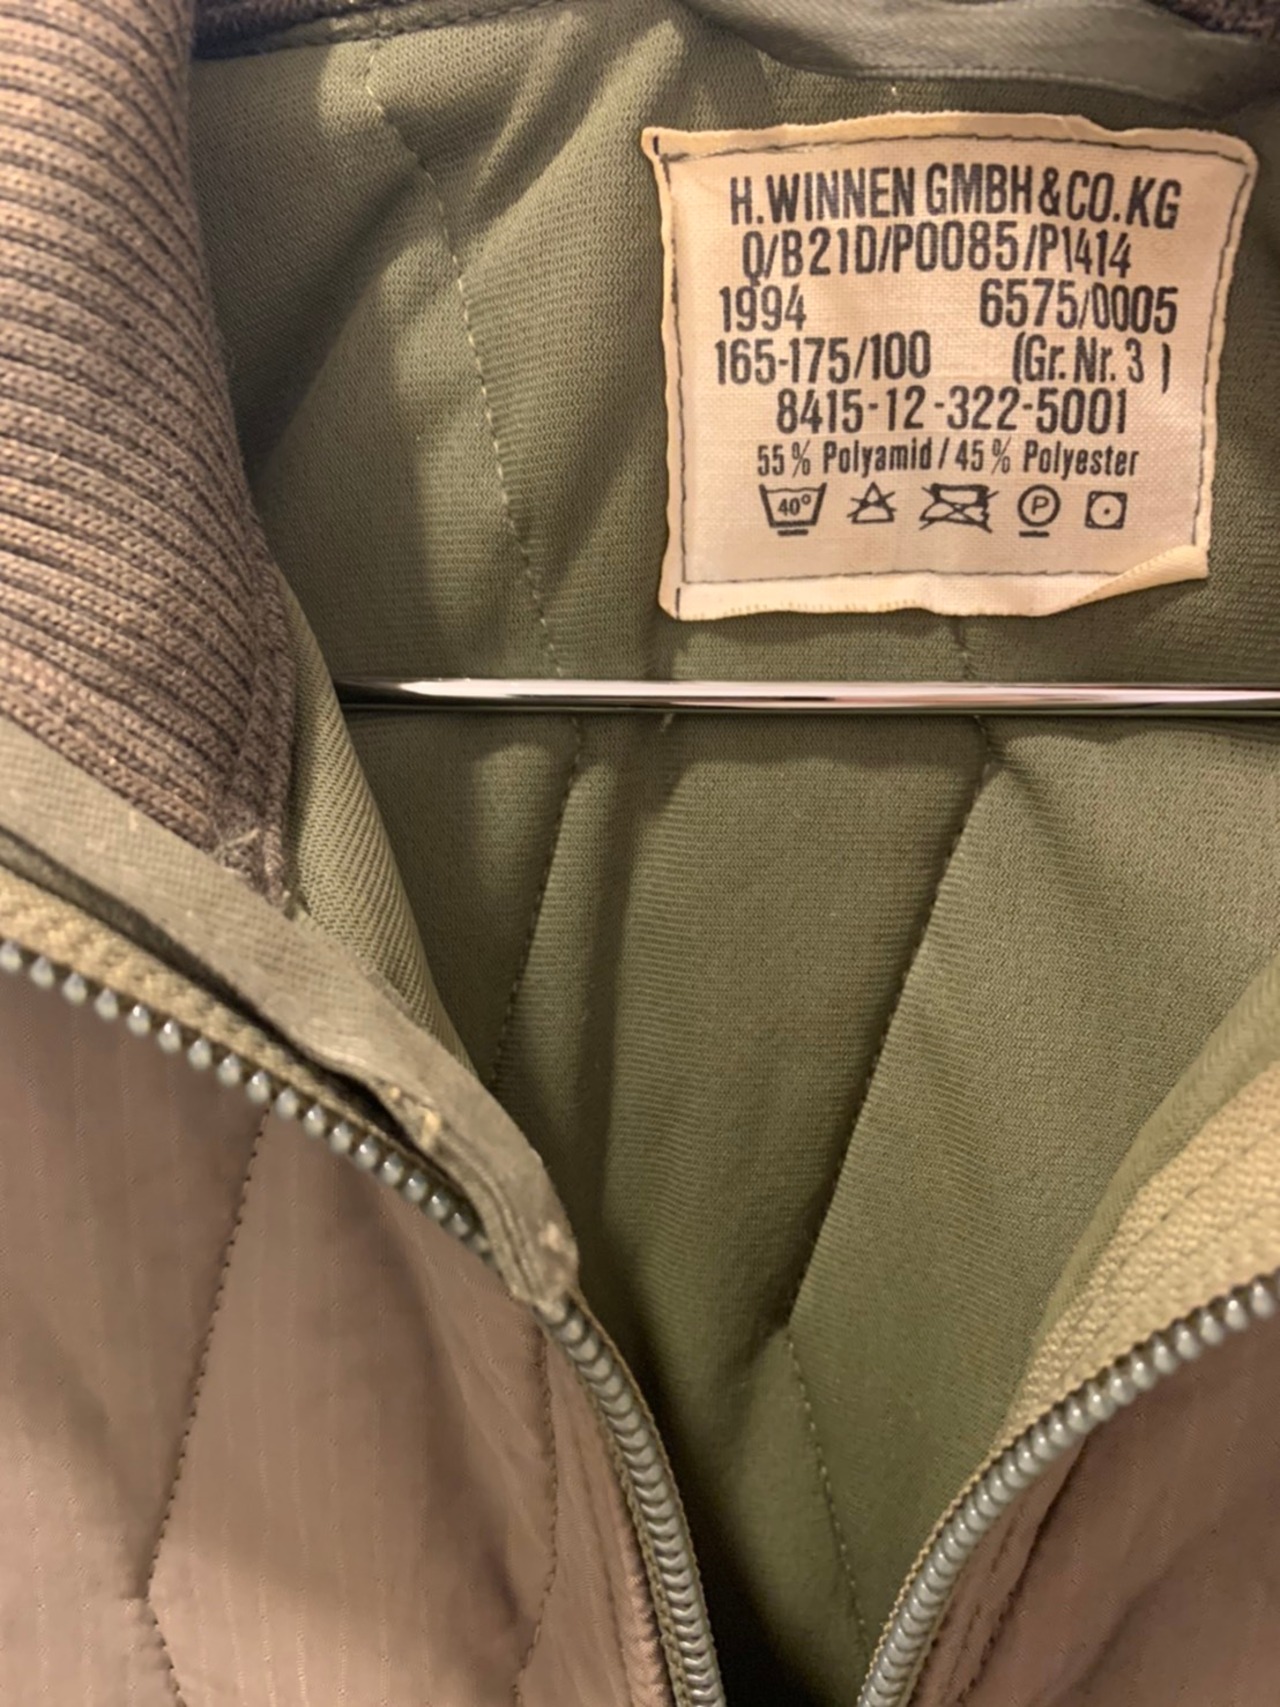 H.WINNEN GMBH&CO.KG
Q/B21D/P0085/P1414
1994 6575/0005
165-175/100 (Gr. Nr. 3 )
8415-12-322-5001
55% Polyamid / 45% Polyester
40° P